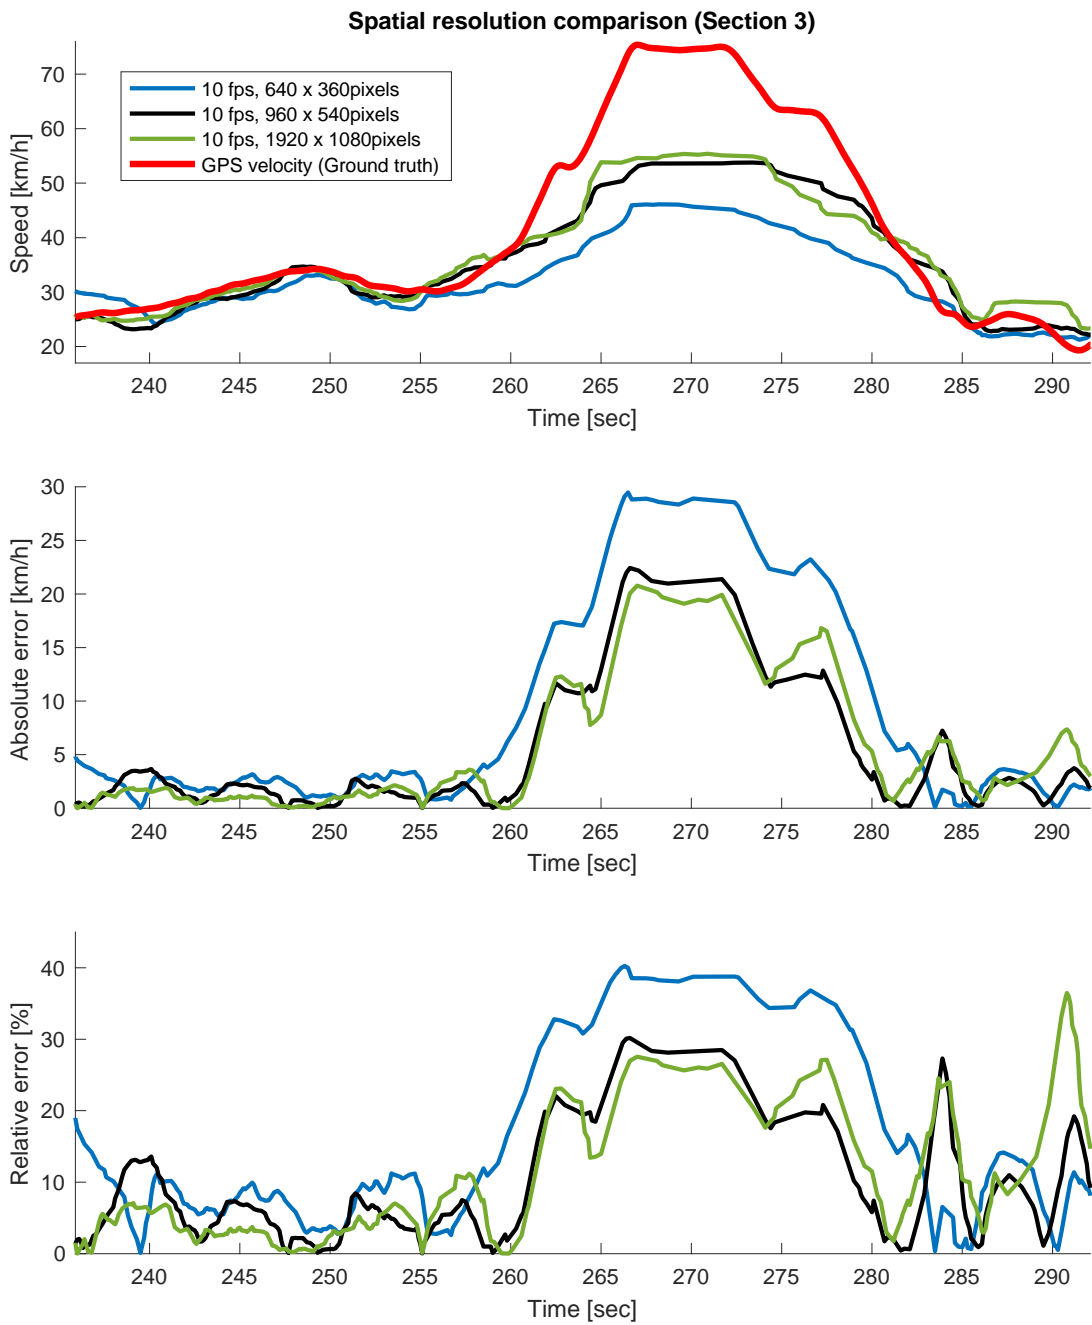 Spatial resolution comparison (Section 3)
Speed [km/h]
70
60
50
40
30
20
10 fps, 640 x 360pixels
10 fps, 960 x 540pixels
10 fps, 1920 x 1080pixels
GPS velocity (Ground truth)
240 245 250 255 260 265 270 275 280 285 290
Time [sec]
Absolute error [km/h]
30
25
20
15
10
5
0
240 245 250 255 260 265 270 275 280 285 290
Time [sec]
Relative error [%]
40
30
20
10
0
240 245 250 255 260 265 270 275 280 285 290
Time [sec]